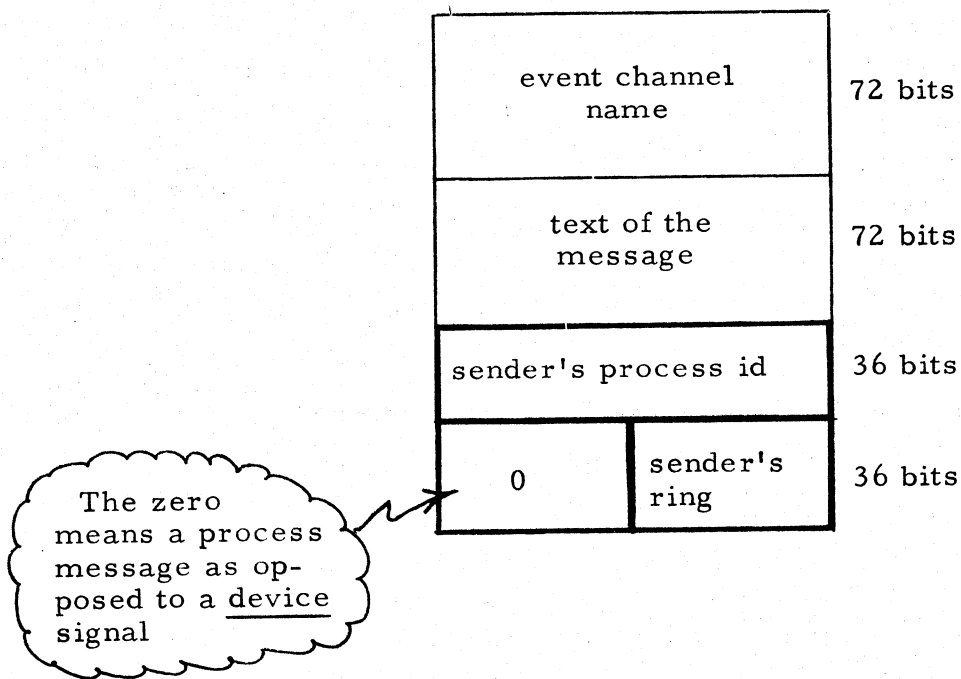 event channel
name
72 bits
text of the
message
72 bits
sender's process id
36 bits
0
sender's
ring
36 bits
The zero
means a process
message as op-
posed to a device
signal